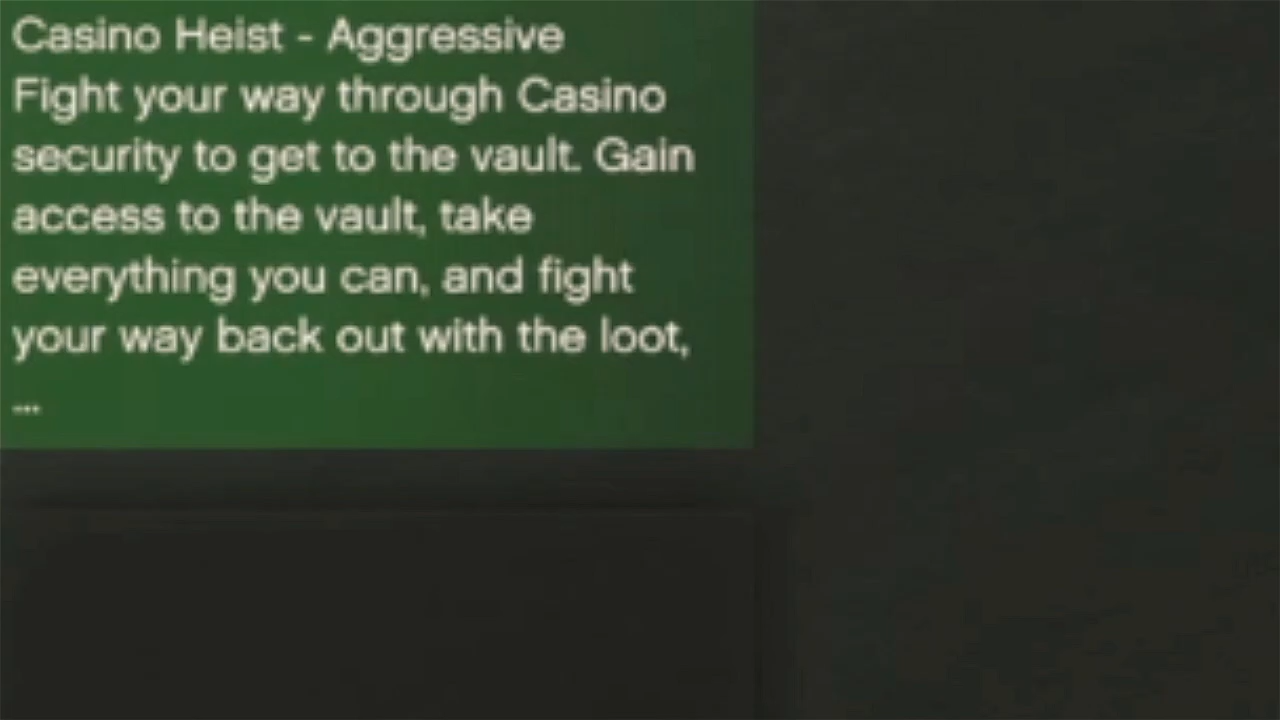 Casino Heist - Aggressive
Fight your way through Casino
security to get to the vault. Gain
access to the vault, take
everything you can, and fight
your way back out with the loot,
...